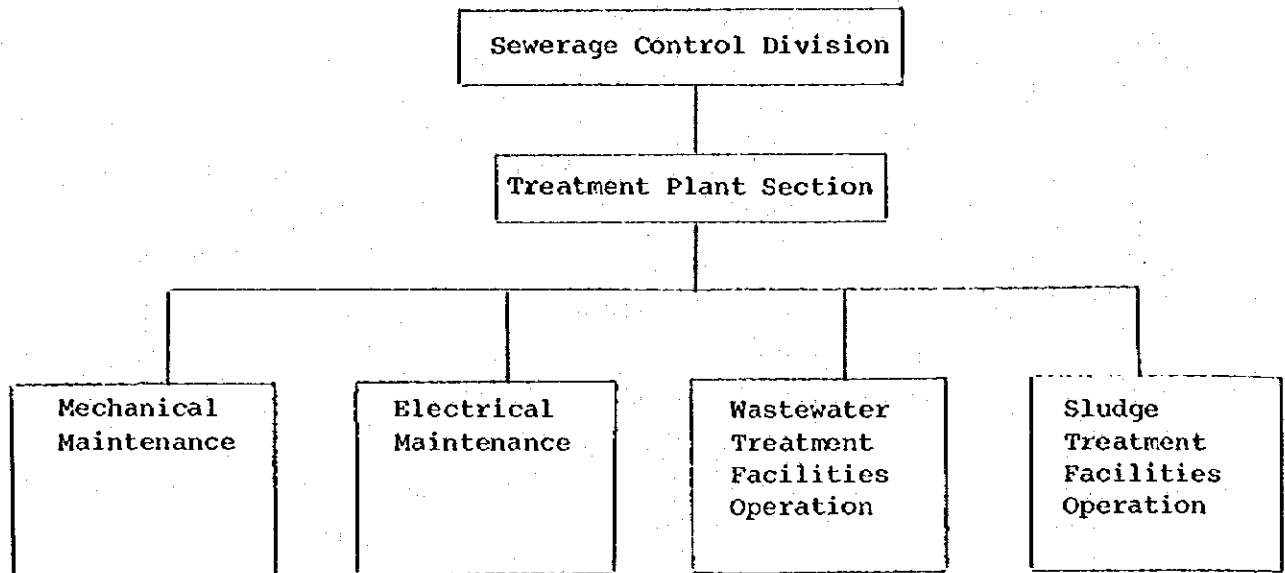 Sewerage Control Division
Treatment Plant Section
Mechanical
Maintenance
Electrical
Maintenance
Wastewater
Treatment
Facilities
Operation
Sludge
Treatment
Facilities
Operation